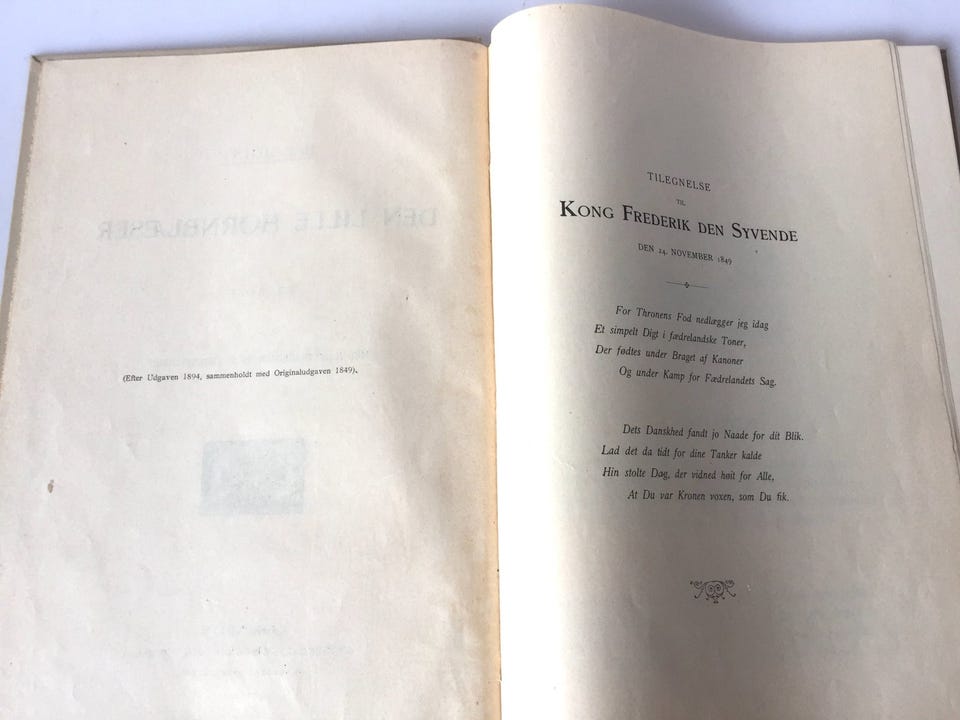 DEN LILLE HORNBLÆSER
(Efter Udgaven 1894, sammenholdt med Originaludgaven 1849).
TILEGNELSE
TIL
KONG FREDERIK DEN SYVENDE
DEN 24. NOVEMBER 1849
For Thronens Fod nedlægger jeg idag
Et simpelt Digt i fædrelandske Toner,
Der fødtes under Braget af Kanoner
Og under Kamp for Fædrelandets Sag.
Dets Danskhed fandt jo Naade for dit Blik.
Lad det da tidt for dine Tanker kalde
Hin stolte Dag, der vidned høit for Alle,
At Du var Kronen voxen, som Du fik.